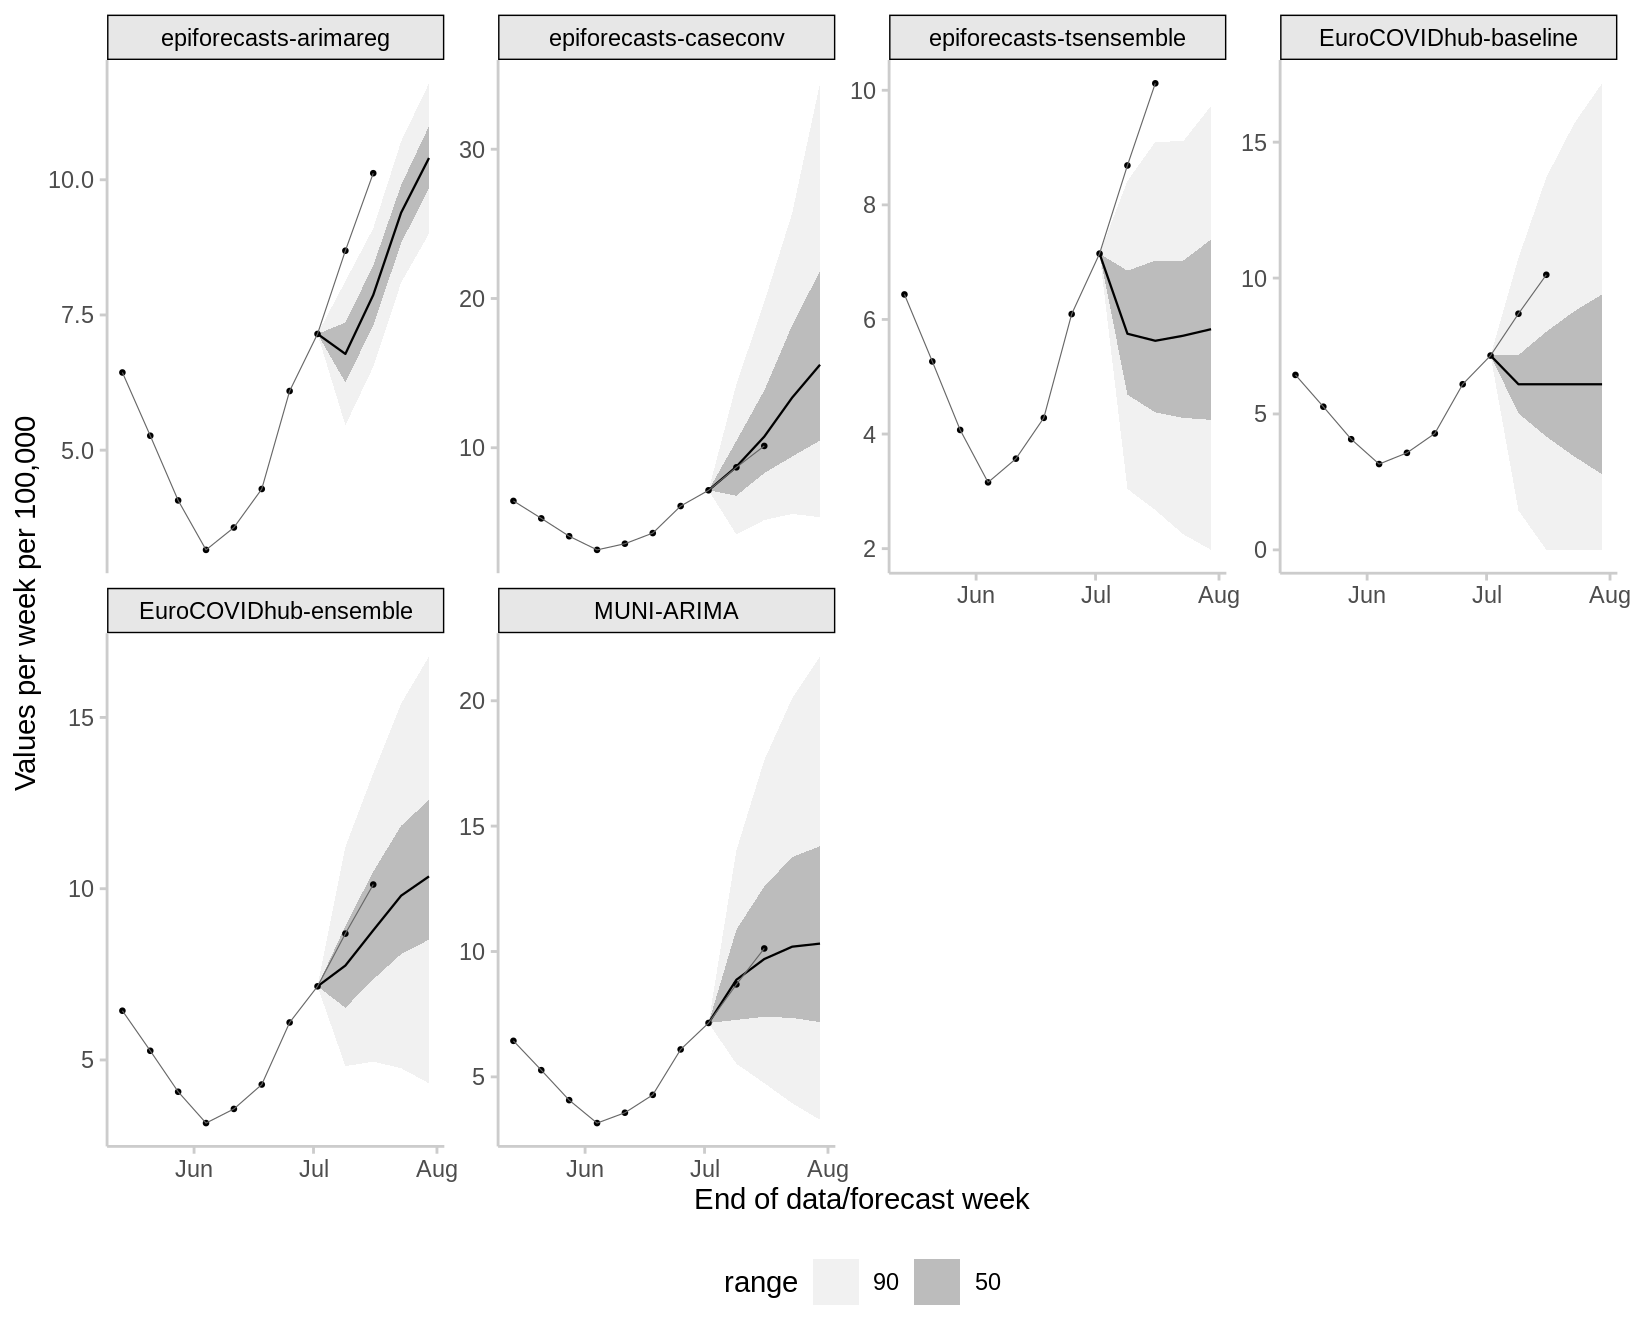 epiforecasts-arimareg
epiforecasts-caseconv
epiforecasts-tsensemble
EuroCOVIDhub-baseline
10.0
7.5
5.0
30
20
10
10
8
6
4
2
15
10
5
0
Jun Jul Aug
Jun Jul Aug
Values per week per 100,000
EuroCOVIDhub-ensemble
MUNI-ARIMA
15
10
5
20
15
10
5
Jun Jul Aug
Jun Jul Aug
End of data/forecast week
range 90 50